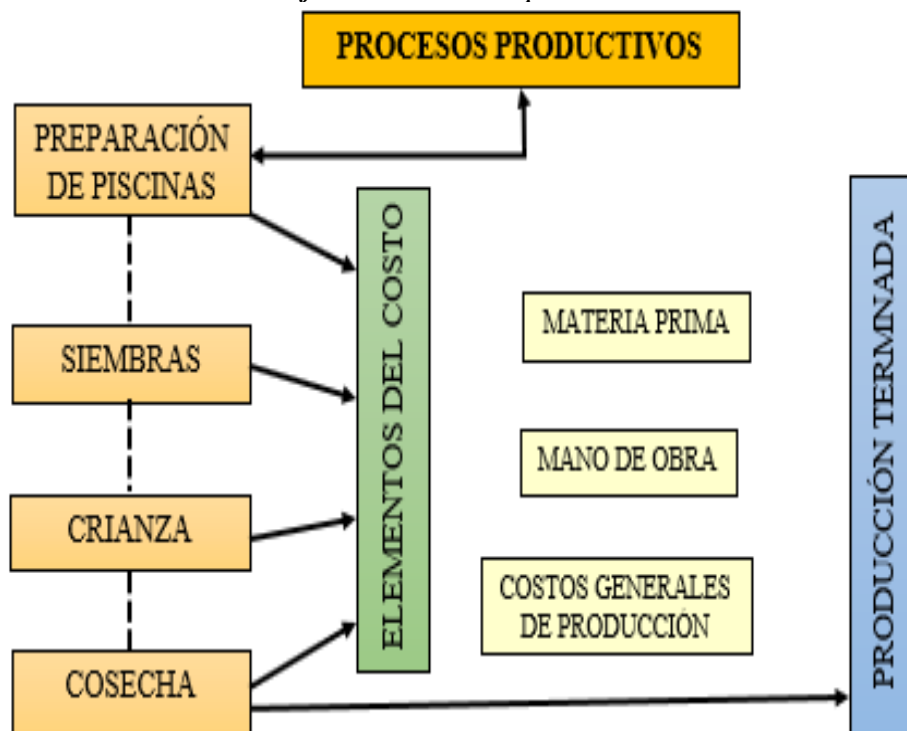 PROCESOS PRODUCTIVOS
PREPARACIÓN
DE PISCINAS
SIEMBRAS
CRIANZA
COSECHA
ELEMENTOS DEL COSTO
MATERIA PRIMA
MANO DE OBRA
COSTOS GENERALES
DE PRODUCCIÓN
PRODUCCIÓN TERMNADA